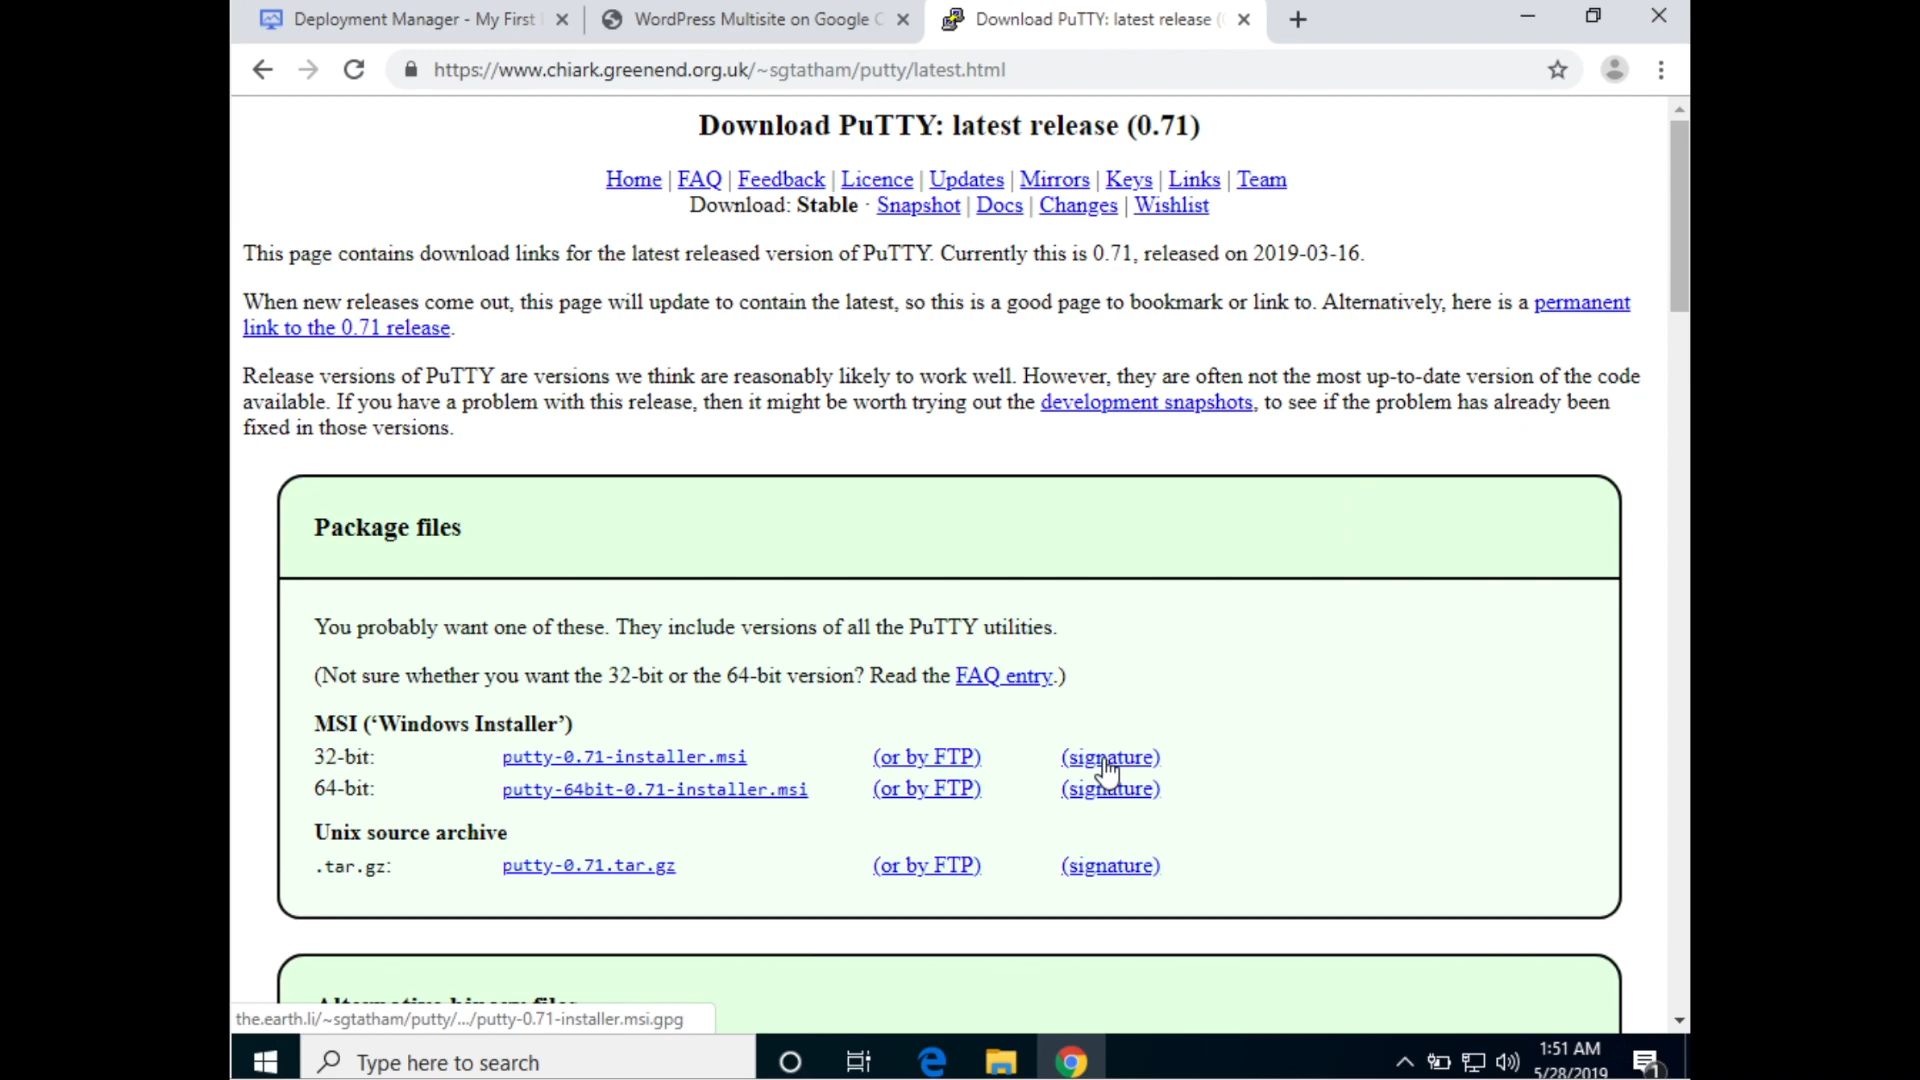 Deployment Manager - My First
WordPress Multisite on Google C
Download PuTTY: latest release (
https://www.chiark.greenend.org.uk/~sgtatham/putty/latest.html
Download PuTTY: latest release (0.71)
Home | FAQ | Feedback | Licence | Updates | Mirrors | Keys | Links | Team
Download: Stable · Snapshot | Docs | Changes | Wishlist
This page contains download links for the latest released version of PuTTY. Currently this is 0.71, released on 2019-03-16.
When new releases come out, this page will update to contain the latest, so this is a good page to bookmark or link to. Alternatively, here is a permanent
link to the 0.71 release.
Release versions of PuTTY are versions we think are reasonably likely to work well. However, they are often not the most up-to-date version of the code
available. If you have a problem with this release, then it might be worth trying out the development snapshots, to see if the problem has already been
fixed in those versions.
Package files
You probably want one of these. They include versions of all the PuTTY utilities.
(Not sure whether you want the 32-bit or the 64-bit version? Read the FAQ entry.)
MSI (‘Windows Installer’)
32-bit: putty-0.71-installer.msi (or by FTP) (signature)
64-bit: putty-64bit-0.71-installer.msi (or by FTP) (signature)
Unix source archive
.tar.gz: putty-0.71.tar.gz (or by FTP) (signature)
Alternative binary files
the.earth.li/~sgtatham/putty/.../putty-0.71-installer.msi.gpg
Type here to search
1:51 AM
5/28/2019
1